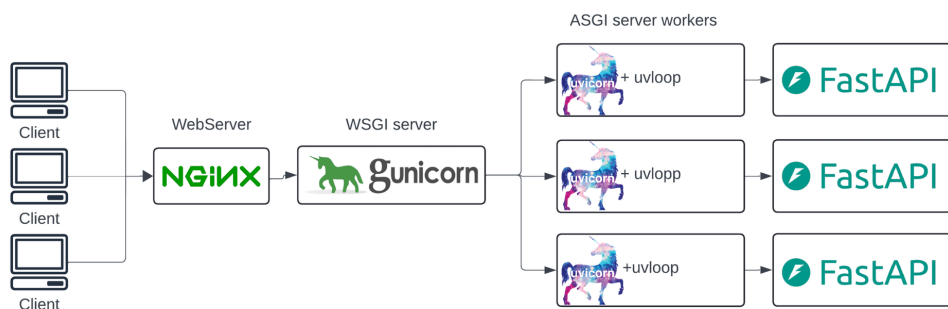 ASGI server workers
WebServer
WSGI server
Client
Client
Client
NGINX
gunicorn
uvicorn + uvloop
FastAPI
uvicorn + uvlopp
FastAPI
uvicorn +uvloop
FastAPI